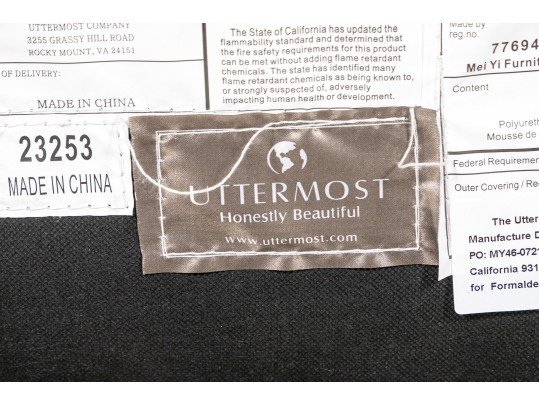 UTTERMOST COMPANY
3255 GRASSY HILL ROAD
ROCKY MOUNT, VA 24151
OF DELIVERY:
MADE IN CHINA
The State of California has updated the
flammability standard and determined that
the fire safety requirements for this product
can be met without adding flame retardant
chemicals. The state has identified many
flame retardant chemicals as being known to,
or strongly suspected of, adversely
impacting human health or development.
Made by
reg.no.
77694
Mei Yi Furnit
Content
Polyuret
Mousse de
Federal Requiremen
Outer Covering / Re
The Utter
Manufacture D
PO: MY46-072
California 931
for Formalde
23253
MADE IN CHINA
UTTERMOST
Honestly Beautiful
www.uttermost.com